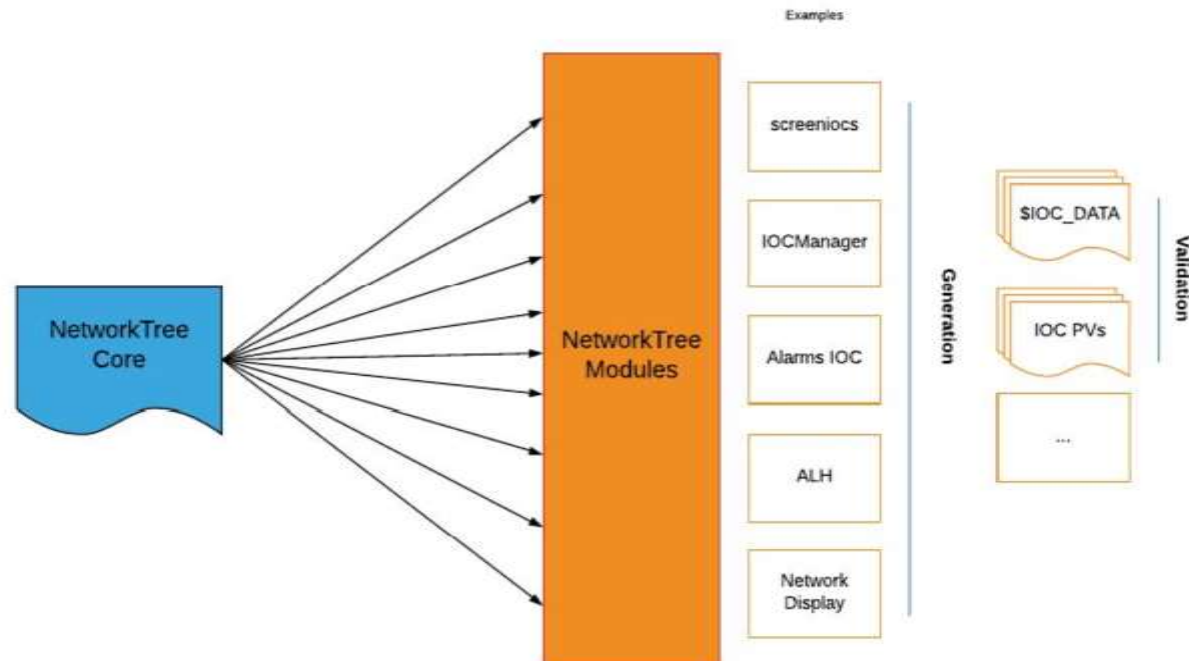 Examples
NetworkTree
Core
NetworkTree
Modules
screeniocs
IOCManager
Alarms IOC
ALH
Network
Display
Generation
$IOC_DATA
IOC PVs
...
Validation